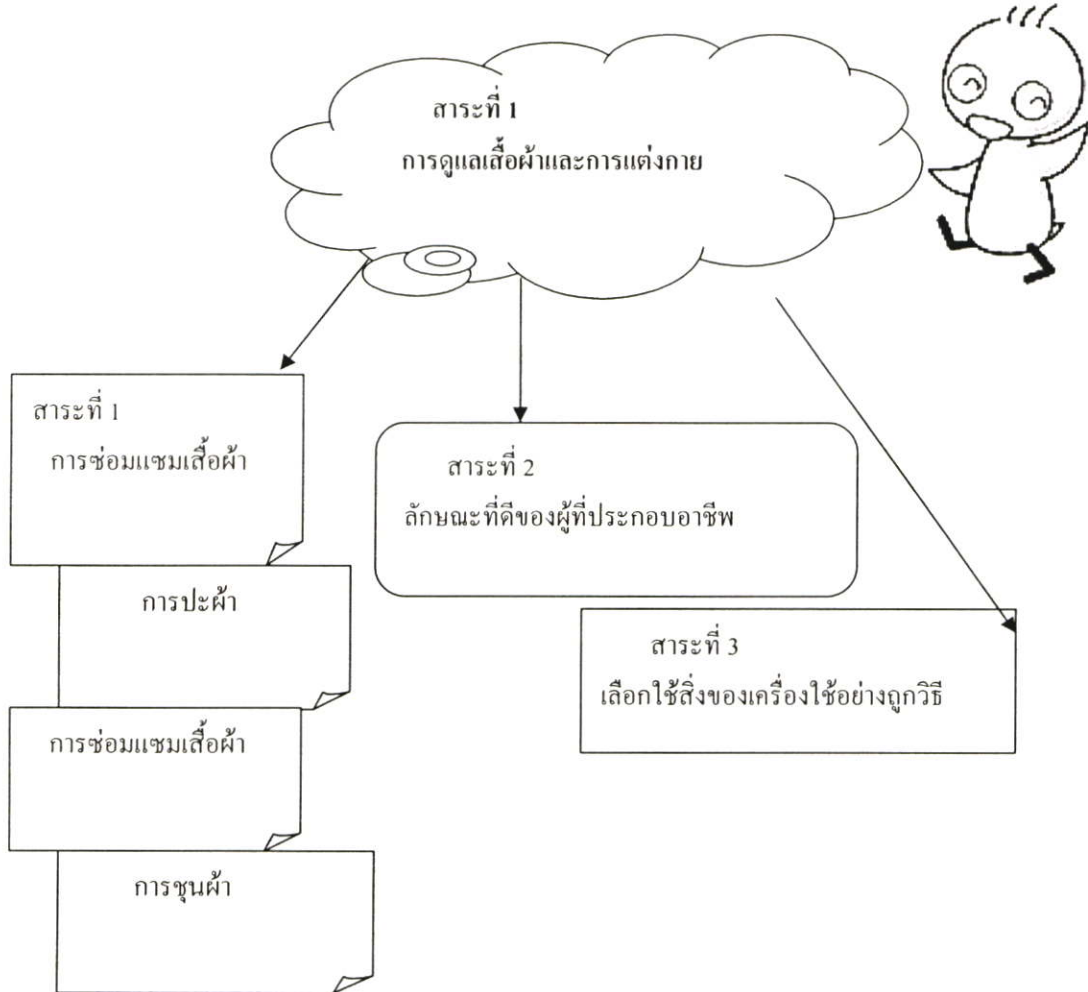 สาระที่ 1
การดูแลเสื้อผ้าและการแต่งกาย
สาระที่ 1
การซ่อมแซมเสื้อผ้า
การปะผ้า
การซ่อมแซมเสื้อผ้า
การชุนผ้า
สาระที่ 2
ลักษณะที่ดีของผู้ที่ประกอบอาชีพ
สาระที่ 3
เลือกใช้สิ่งของเครื่องใช้อย่างถูกวิธี